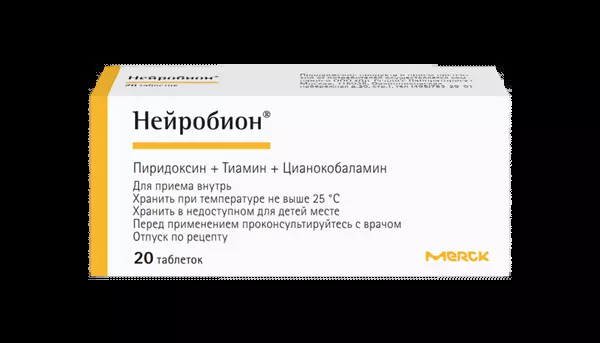 Нейробион®
20 таблеток
Нейробион®
Пиридоксин + Тиамин + Цианокобаламин
Для приема внутрь
Хранить при температуре не выше 25 °C
Хранить в недоступном для детей месте
Перед применением проконсультируйтесь с врачом
Отпуск по рецепту
20 таблеток
MERCK